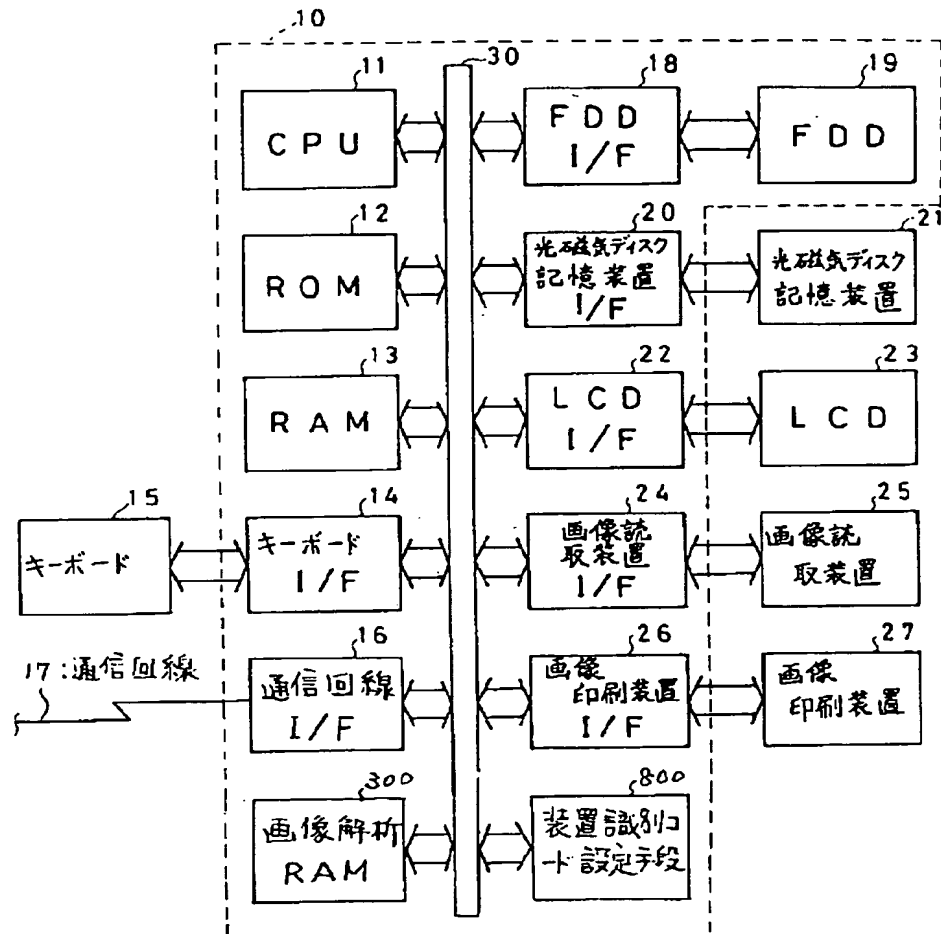 10
30
11
CPU
18
FDD
I/F
19
FDD
12
ROM
20
光磁気ディスク
記憶装置
I/F
21
光磁気ディスク
記憶装置
13
RAM
22
LCD
I/F
23
LCD
15
キーボード
14
キーボード
I/F
24
画像読
取装置
I/F
25
画像読
取装置
17:通信回線
16
通信回線
I/F
26
画像
印刷装置
I/F
27
画像
印刷装置
300
画像解析
RAM
800
装置識別コ
ード設定手段